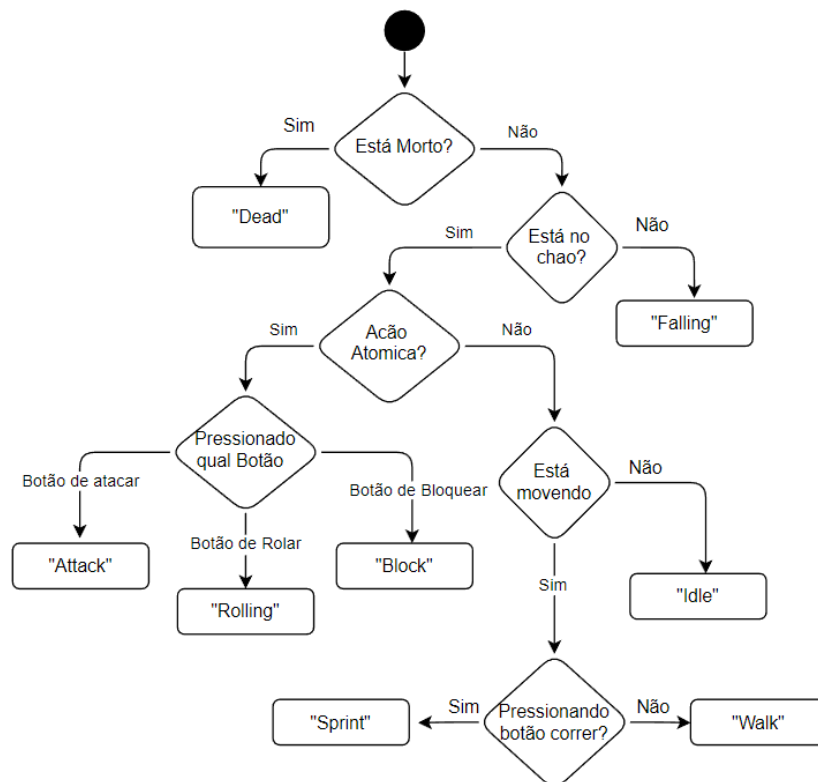 Sim
Está Morto?
Não
"Dead"
Sim
Está no
chao?
Não
"Falling"
Sim
Acão
Atomica?
Não
Pressionado
qual Botão
Botão de atacar
Botão de Bloquear
Botão de Rolar
Está
movendo
Não
"Attack"
"Rolling"
"Block"
"Idle"
Sim
"Sprint"
Sim
Pressionando
botão correr?
Não
"Walk"